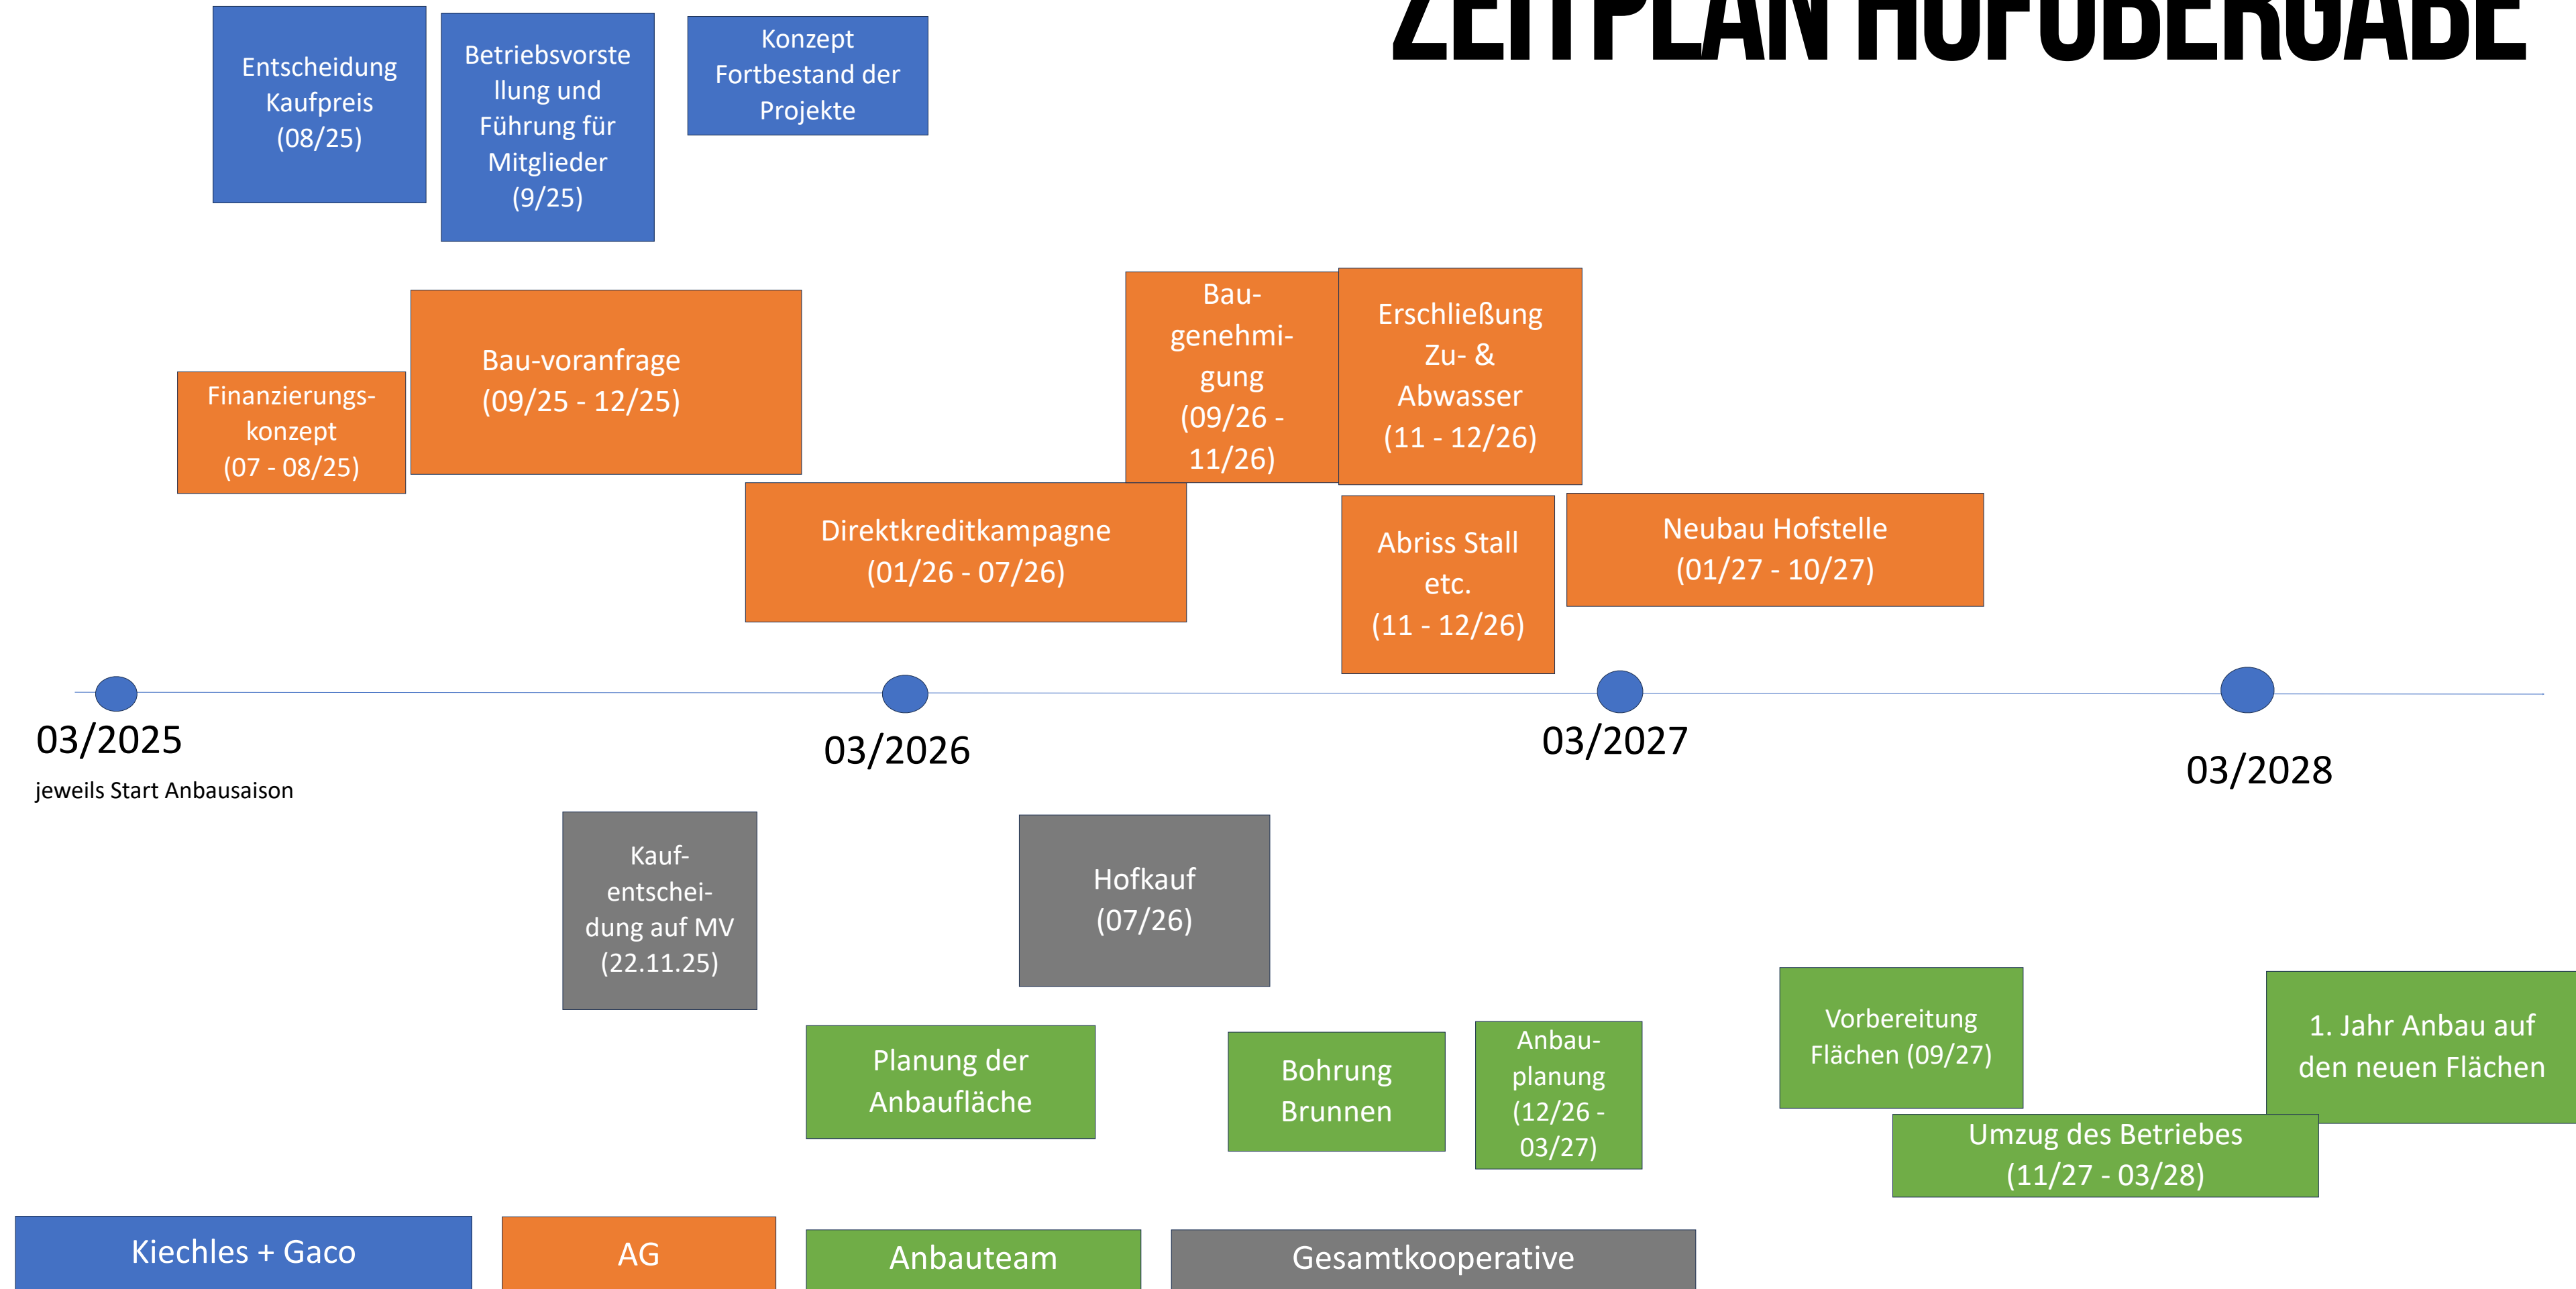 ZEITPLAN HOFÜBERGABE
Entscheidung
Kaufpreis
(08/25)
Betriebsvorste
llung und
Führung für
Mitglieder
(9/25)
Konzept
Fortbestand der
Projekte
Finanzierungs-
konzept
(07 - 08/25)
Bau-voranfrage
(09/25 - 12/25)
Direktkreditkampagne
(01/26 - 07/26)
Bau-
genehmi-
gung
(09/26 -
11/26)
Erschließung
Zu- &
Abwasser
(11 - 12/26)
Abriss Stall
etc.
(11 - 12/26)
Neubau Hofstelle
(01/27 - 10/27)
03/2025
03/2026
03/2027
03/2028
jeweils Start Anbausaison
Kauf-
entschei-
dung auf MV
(22.11.25)
Hofkauf
(07/26)
Planung der
Anbaufläche
Bohrung
Brunnen
Anbau-
planung
(12/26 -
03/27)
Vorbereitung
Flächen (09/27)
Umzug des Betriebes
(11/27 - 03/28)
1. Jahr Anbau auf
den neuen Flächen
Kiechles + Gaco
AG
Anbauteam
Gesamtkooperative